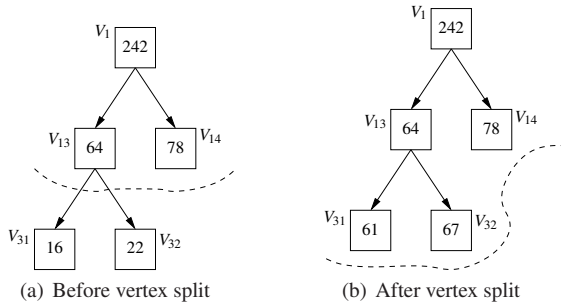 V1
242
V13
64
78
V14
V31
16
22
V32
(a) Before vertex split
V1
242
V13
64
78
V14
V31
61
67
V32
(b) After vertex split